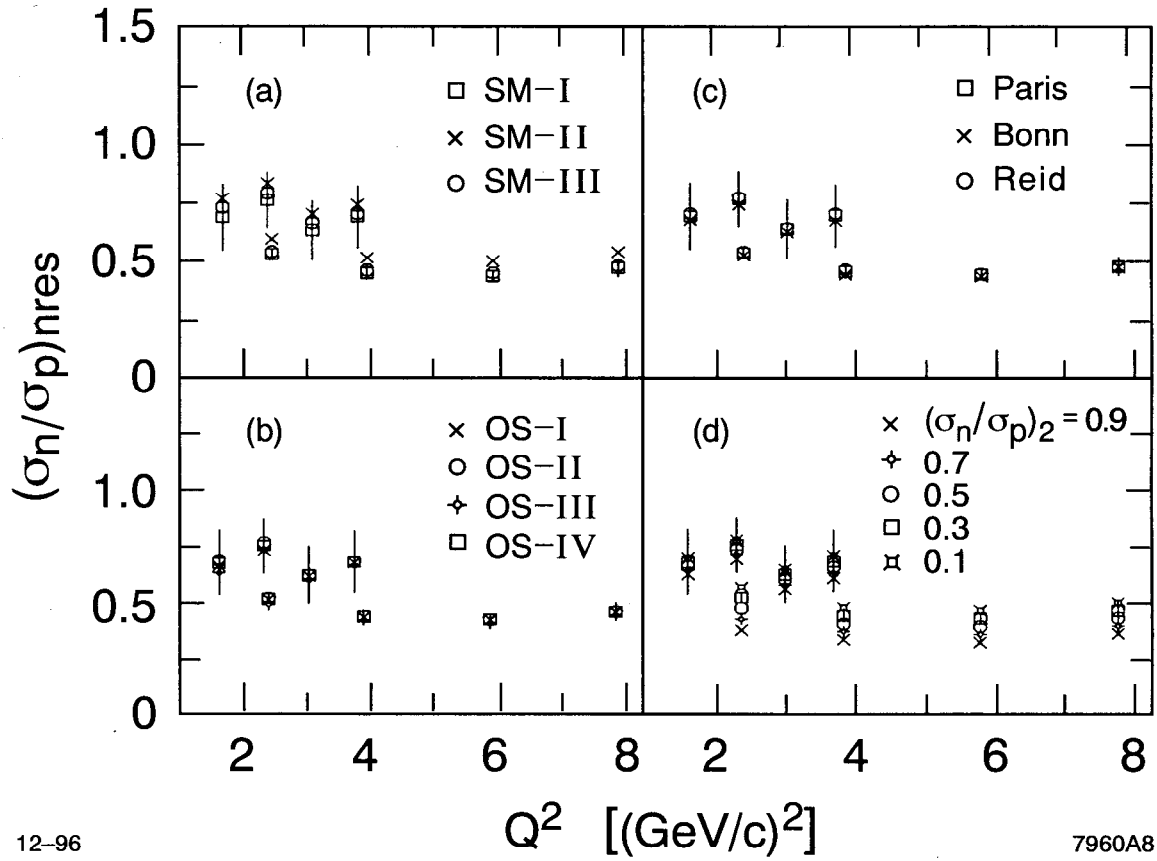 1.5
(a)
SM–I
SM–II
SM–III
(c)
Paris
Bonn
Reid
1.0
0.5
0
(σn/σp)nres
(b)
OS–I
OS–II
OS–III
OS–IV
(d)
(σn/σp)2 = 0.9
0.7
0.5
0.3
0.1
1.0
0.5
0
2 4 6 8 2 4 6 8
Q² [(GeV/c)²]
12–96
7960A8